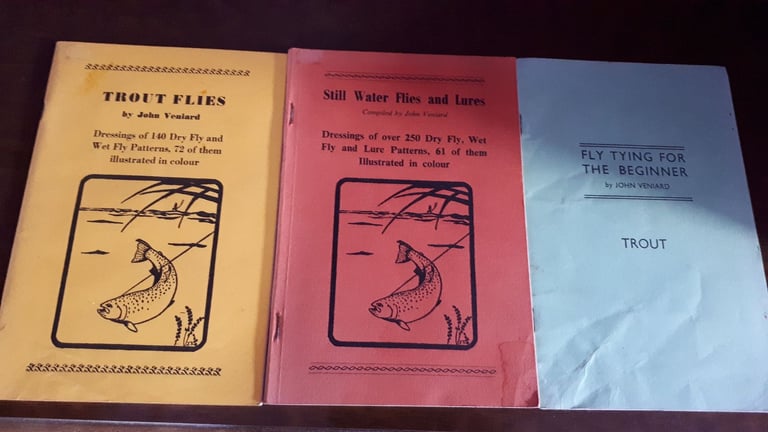 TROUT FLIES
by John Veniard
Dressings of 140 Dry Fly and
Wet Fly Patterns, 72 of them
illustrated in colour
Still Water Flies and Lures
Compiled by John Veniard
Dressings of over 250 Dry Fly, Wet
Fly and Lure Patterns, 61 of them
Illustrated in colour
FLY TYING FOR
THE BEGINNER
by JOHN VENIARD
TROUT